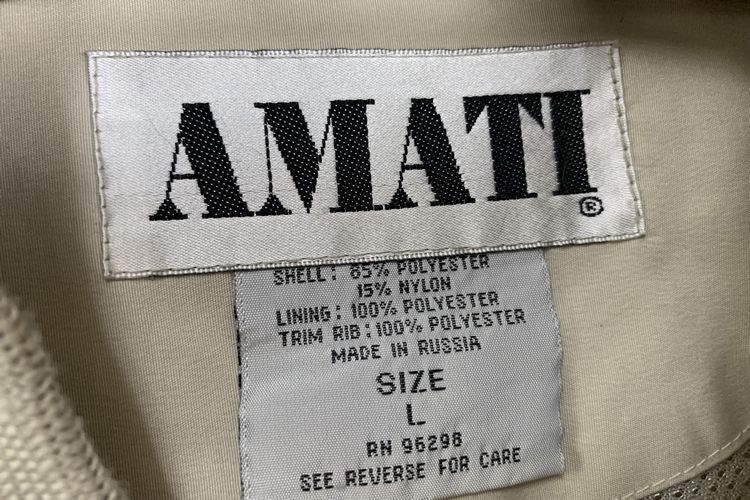 AMATI
®
SHELL: 85% POLYESTER
15% NYLON
LINING: 100% POLYESTER
TRIM RIB: 100% POLYESTER
MADE IN RUSSIA
SIZE
L
RN 96298
SEE REVERSE FOR CARE